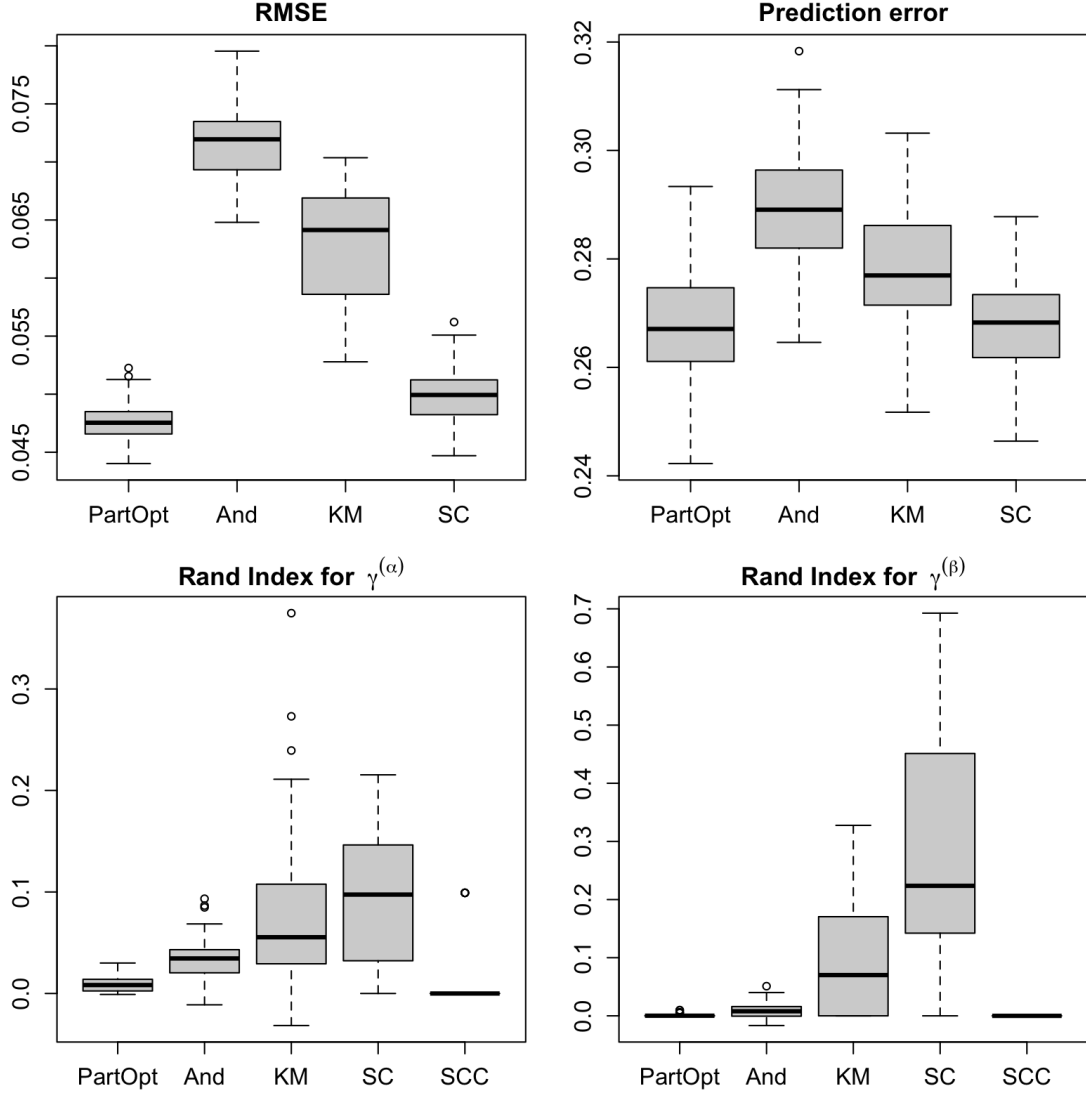 RMSE
0.075
0.065
0.055
0.045
PartOpt And KM SC
Prediction error
0.32
0.30
0.28
0.26
0.24
PartOpt And KM SC
Rand Index for γ(α)
0.3
0.2
0.1
0.0
PartOpt And KM SC SCC
Rand Index for γ(β)
0.7
0.6
0.5
0.4
0.3
0.2
0.1
0.0
PartOpt And KM SC SCC